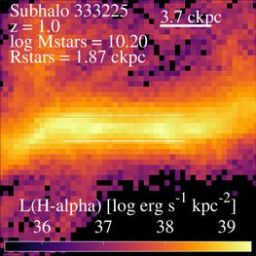 Subhalo 333225
z = 1.0
log Mstars = 10.20
Rstars = 1.87 ckpc
3.7 ckpc
L(H-alpha) [log erg s⁻¹ kpc⁻²]
36 37 38 39